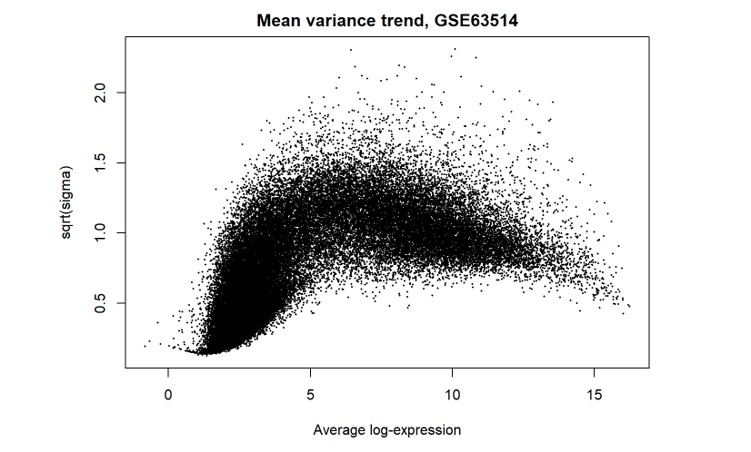 Mean variance trend, GSE63514
sqrt(sigma)
2.0
1.5
1.0
0.5
0 5 10 15
Average log-expression